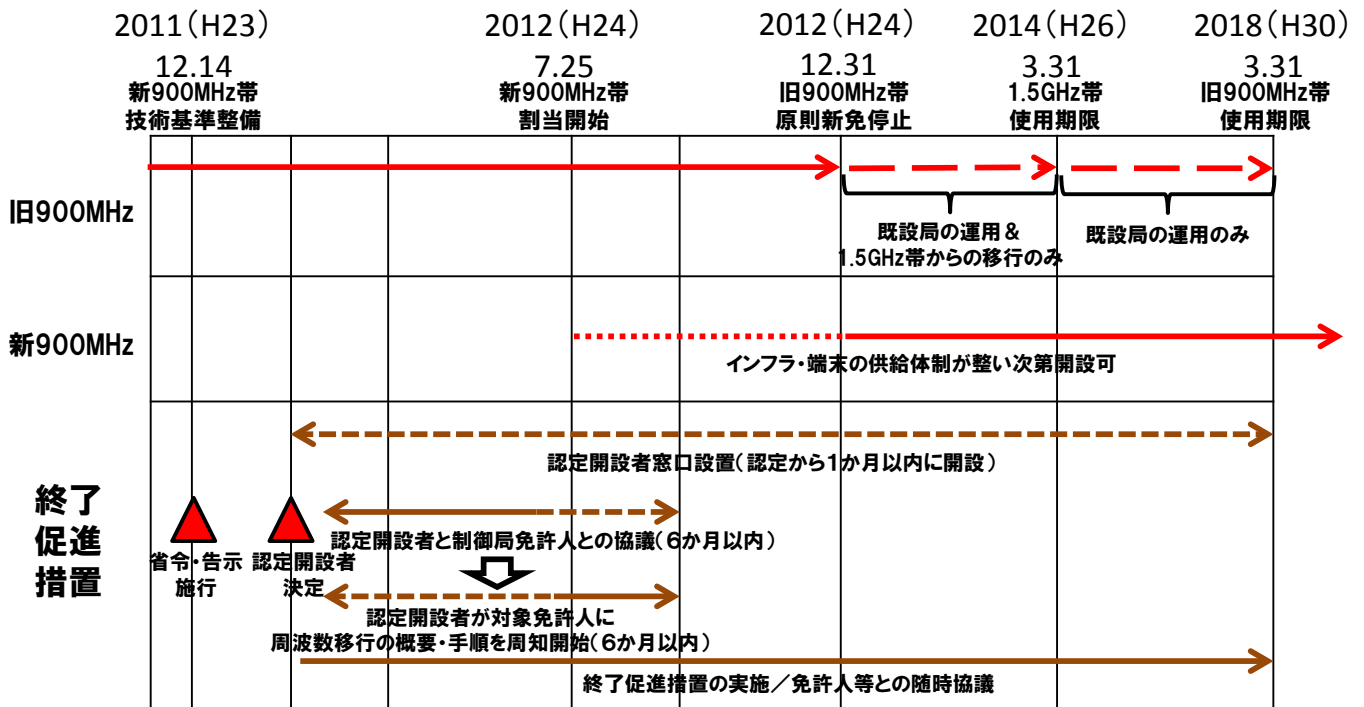 2011(H23)
12.14
新900MHz帯
技術基準整備
2012(H24)
7.25
新900MHz帯
割当開始
2012(H24)
12.31
旧900MHz帯
原則新免停止
2014(H26)
3.31
1.5GHz帯
使用期限
2018(H30)
3.31
旧900MHz帯
使用期限
旧900MHz
既設局の運用&
1.5GHz帯からの移行のみ
既設局の運用のみ
新900MHz
インフラ・端末の供給体制が整い次第開設可
終了
促進
措置
認定開設者窓口設置(認定から1か月以内に開設)
省令・告示
施行
認定開設者
決定
認定開設者と制御局免許人との協議(6か月以内)
認定開設者が対象免許人に
周波数移行の概要・手順を周知開始(6か月以内)
終了促進措置の実施/免許人等との随時協議